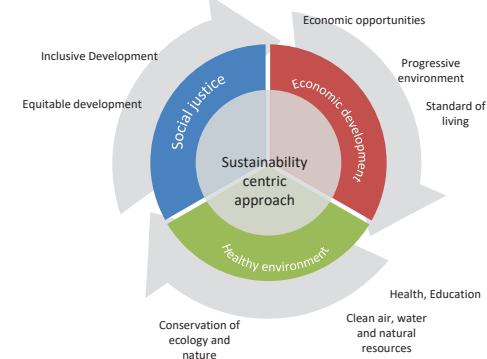 Economic opportunities
Inclusive Development
Progressive
environment
Equitable development
Standard of
living
Social justice
Economic development
Sustainability
centric
approach
Healthy environment
Health, Education
Clean air, water
and natural
resources
Conservation of
ecology and
nature